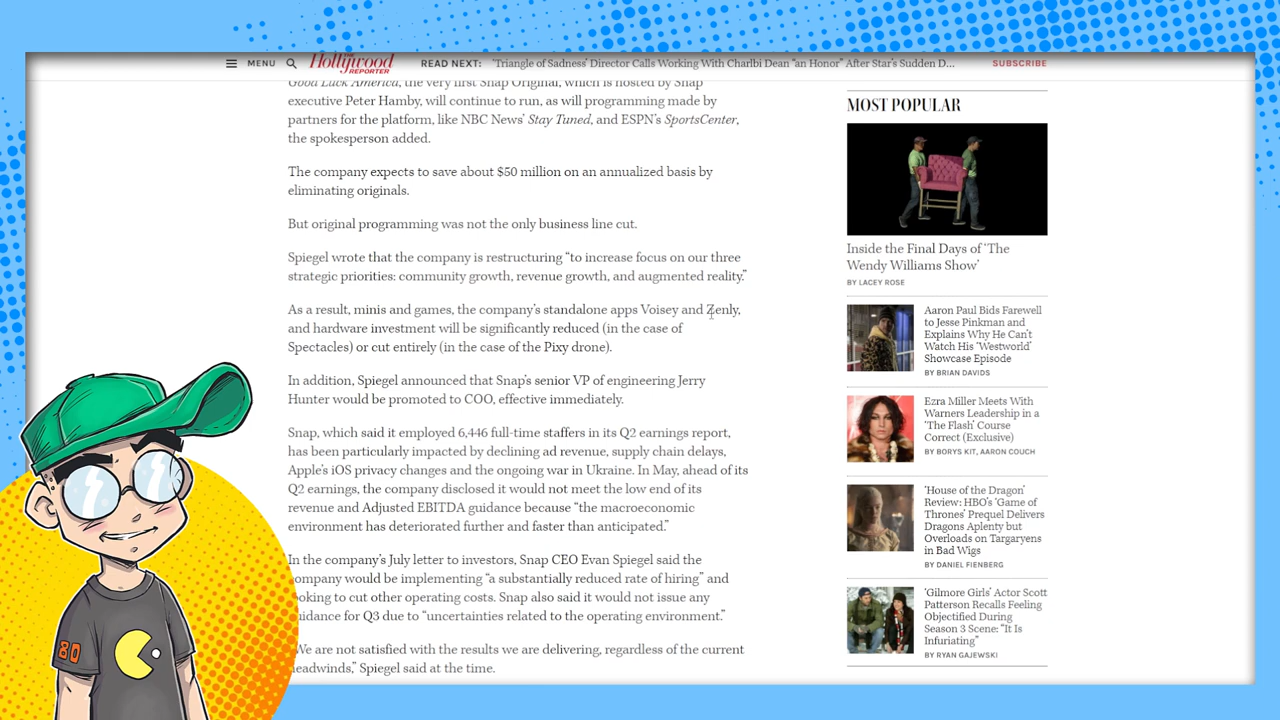 MENU
The Hollywood REPORTER
READ NEXT: 'Triangle of Sadness' Director Calls Working With Charlbi Dean "an Honor" After Star's Sudden D...
SUBSCRIBE
Good Luck America, the very first Snap Original, which is hosted by Snap
executive Peter Hamby, will continue to run, as will programming made by
partners for the platform, like NBC News' Stay Tuned, and ESPN's SportsCenter,
the spokesperson added.
The company expects to save about $50 million on an annualized basis by
eliminating originals.
But original programming was not the only business line cut.
Spiegel wrote that the company is restructuring “to increase focus on our three
strategic priorities: community growth, revenue growth, and augmented reality.”
As a result, minis and games, the company's standalone apps Voisey and Zenly,
and hardware investment will be significantly reduced (in the case of
Spectacles) or cut entirely (in the case of the Pixy drone).
In addition, Spiegel announced that Snap's senior VP of engineering Jerry
Hunter would be promoted to COO, effective immediately.
Snap, which said it employed 6,446 full-time staffers in its Q2 earnings report,
has been particularly impacted by declining ad revenue, supply chain delays,
Apple's iOS privacy changes and the ongoing war in Ukraine. In May, ahead of its
Q2 earnings, the company disclosed it would not meet the low end of its
revenue and Adjusted EBITDA guidance because “the macroeconomic
environment has deteriorated further and faster than anticipated.”
In the company's July letter to investors, Snap CEO Evan Spiegel said the
ompany would be implementing “a substantially reduced rate of hiring” and
ooking to cut other operating costs. Snap also said it would not issue any
uidance for Q3 due to “uncertainties related to the operating environment.”
We are not satisfied with the results we are delivering, regardless of the current
eadwinds,” Spiegel said at the time.
MOST POPULAR
Inside the Final Days of 'The
Wendy Williams Show'
BY LACEY ROSE
Aaron Paul Bids Farewell
to Jesse Pinkman and
Explains Why He Can't
Watch His 'Westworld'
Showcase Episode
BY BRIAN DAVIDS
Ezra Miller Meets With
Warners Leadership in a
'The Flash' Course
Correct (Exclusive)
BY BORYS KIT, AARON COUCH
'House of the Dragon'
Review: HBO's 'Game of
Thrones' Prequel Delivers
Dragons Aplenty but
Overloads on Targaryens
in Bad Wigs
BY DANIEL FIENBERG
'Gilmore Girls' Actor Scott
Patterson Recalls Feeling
Objectified During
Season 3 Scene: “It Is
Infuriating”
BY RYAN GAJEWSKI
80